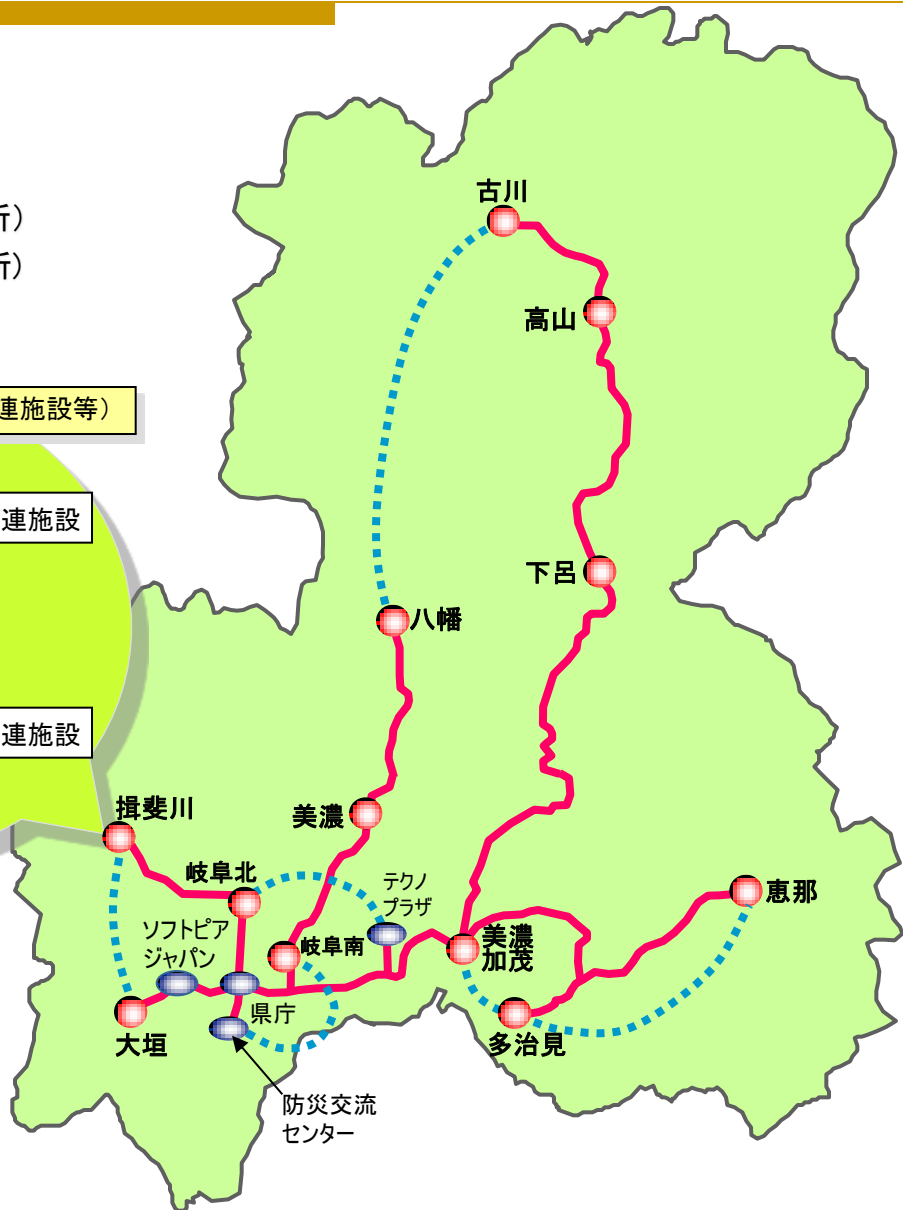 所）
所）
連施設等）
連施設
連施設
古川
高山
下呂
八幡
美濃
揖斐川
岐阜北
テクノ
プラザ
恵那
ソフトピア
ジャパン
岐阜南
美濃
加茂
県庁
大垣
多治見
防災交流
センター